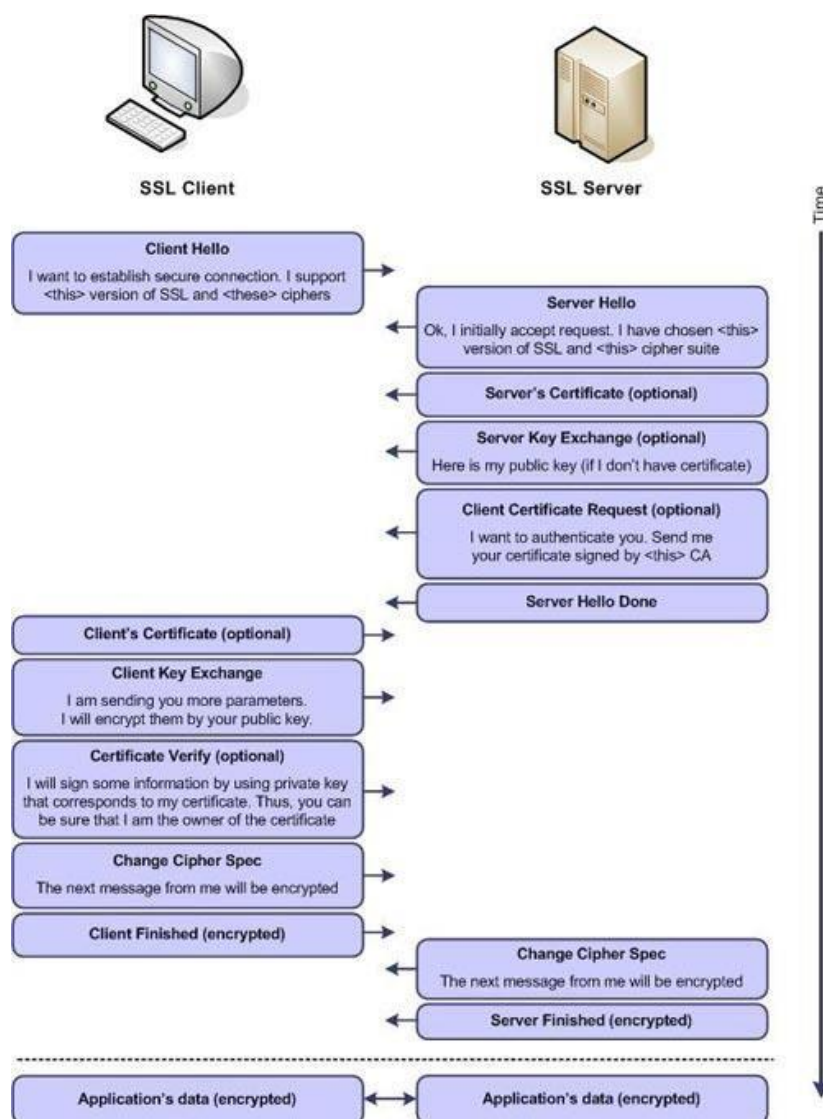 SSL Client
SSL Server
Time
Client Hello
I want to establish secure connection. I support
<this> version of SSL and <these> ciphers
Server Hello
Ok, I initially accept request. I have chosen <this>
version of SSL and <this> cipher suite
Server's Certificate (optional)
Server Key Exchange (optional)
Here is my public key (if I don't have certificate)
Client Certificate Request (optional)
I want to authenticate you. Send me
your certificate signed by <this> CA
Server Hello Done
Client's Certificate (optional)
Client Key Exchange
I am sending you more parameters.
I will encrypt them by your public key.
Certificate Verify (optional)
I will sign some information by using private key
that corresponds to my certificate. Thus, you can
be sure that I am the owner of the certificate
Change Cipher Spec
The next message from me will be encrypted
Client Finished (encrypted)
Change Cipher Spec
The next message from me will be encrypted
Server Finished (encrypted)
Application's data (encrypted)
Application's data (encrypted)